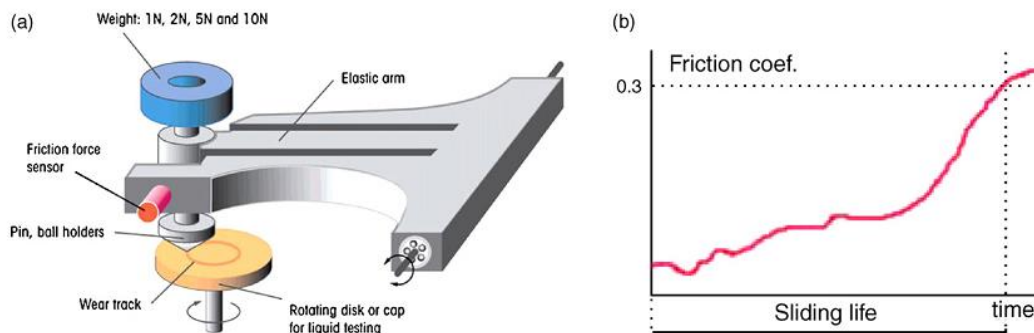 (a)
Weight: 1N, 2N, 5N and 10N
Elastic arm
Friction force
sensor
Pin, ball holders
Wear track
Rotating disk or cap
for liquid testing
(b)
Friction coef.
0.3
Sliding life
time